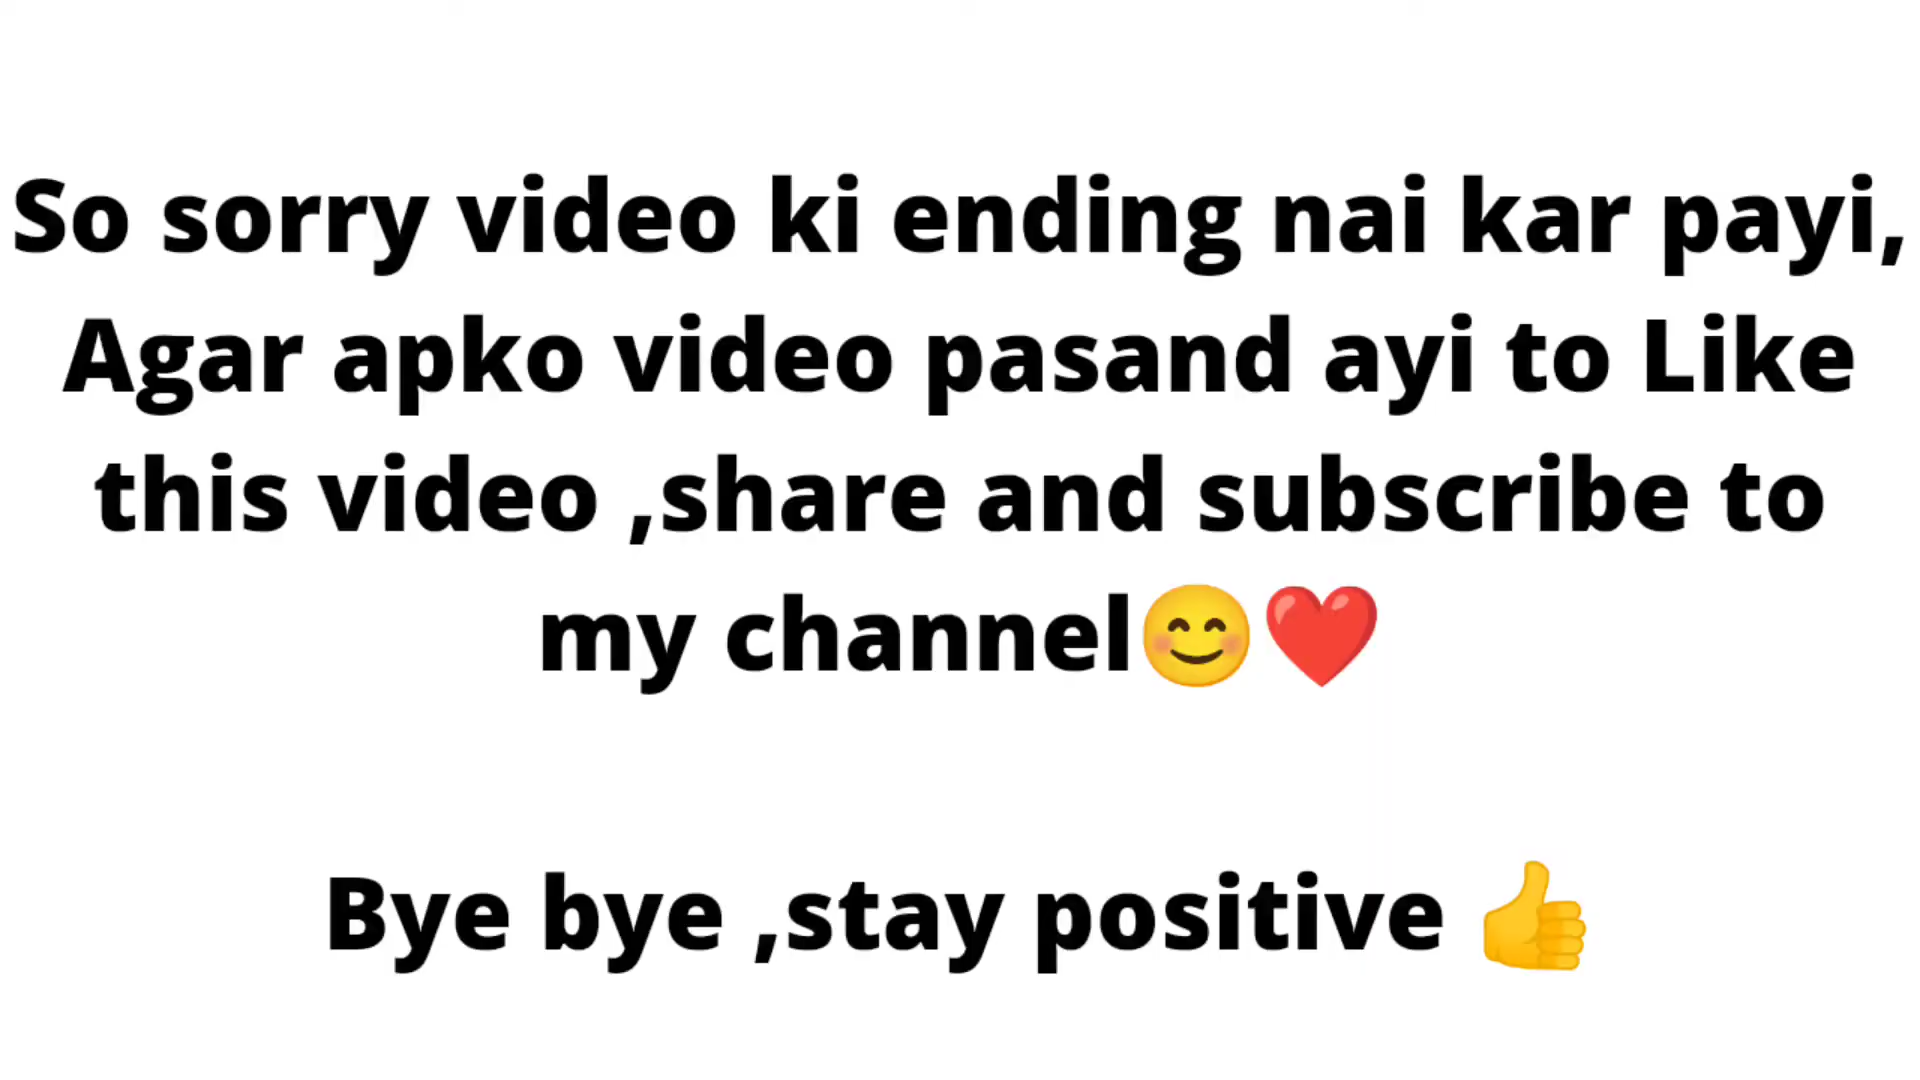 So sorry video ki ending nai kar payi,
Agar apko video pasand ayi to Like
this video ,share and subscribe to
my channel😊❤️
Bye bye ,stay positive 👍